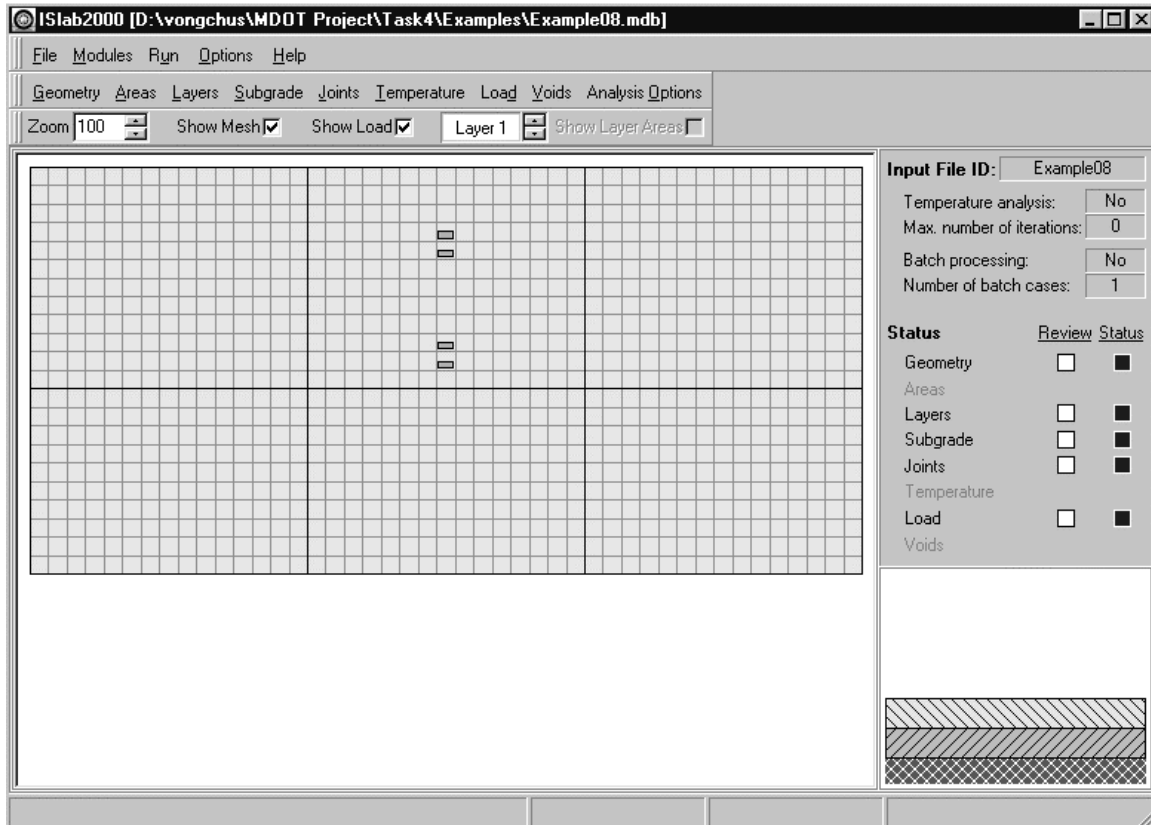 ISlab2000 [D:\vongchus\MDOT Project\Task4\Examples\Example08.mdb]
File Modules Run Options Help
Geometry Areas Layers Subgrade Joints Temperature Load Voids Analysis Options
Zoom 100 Show Mesh Show Load Layer 1 Show Layer Areas
Input File ID: Example08
Temperature analysis: No
Max. number of iterations: 0
Batch processing: No
Number of batch cases: 1
Status Review Status
Geometry
Areas
Layers
Subgrade
Joints
Temperature
Load
Voids